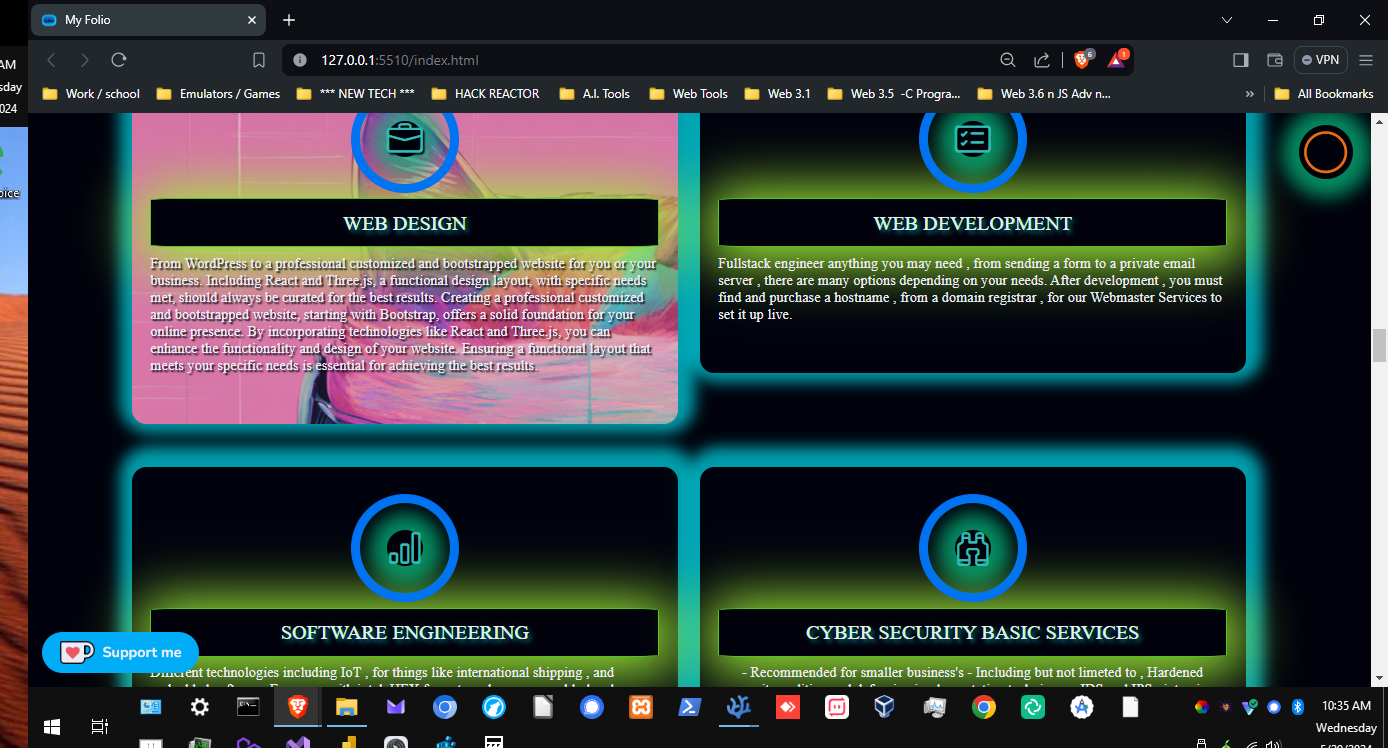 My Folio
AM
sday
024
oice
127.0.0.1:5510/index.html
6
1
VPN
Work / school
Emulators / Games
*** NEW TECH ***
HACK REACTOR
A.I. Tools
Web Tools
Web 3.1
Web 3.5 -C Progra...
Web 3.6 n JS Adv n...
»
All Bookmarks
WEB DESIGN
From WordPress to a professional customized and bootstrapped website for you or your
business. Including React and Three.js, a functional design layout, with specific needs
met, should always be curated for the best results. Creating a professional customized
and bootstrapped website, starting with Bootstrap, offers a solid foundation for your
online presence. By incorporating technologies like React and Three.js, you can
enhance the functionality and design of your website. Ensuring a functional layout that
meets your specific needs is essential for achieving the best results.
WEB DEVELOPMENT
Fullstack engineer anything you may need , from sending a form to a private email
server , there are many options depending on your needs. After development , you must
find and purchase a hostname , from a domain registrar , for our Webmaster Services to
set it up live.
SOFTWARE ENGINEERING
Different technologies including IoT , for things like international shipping , and
CYBER SECURITY BASIC SERVICES
- Recommended for smaller business's - Including but not limeted to , Hardened
Support me
10:35 AM
Wednesday